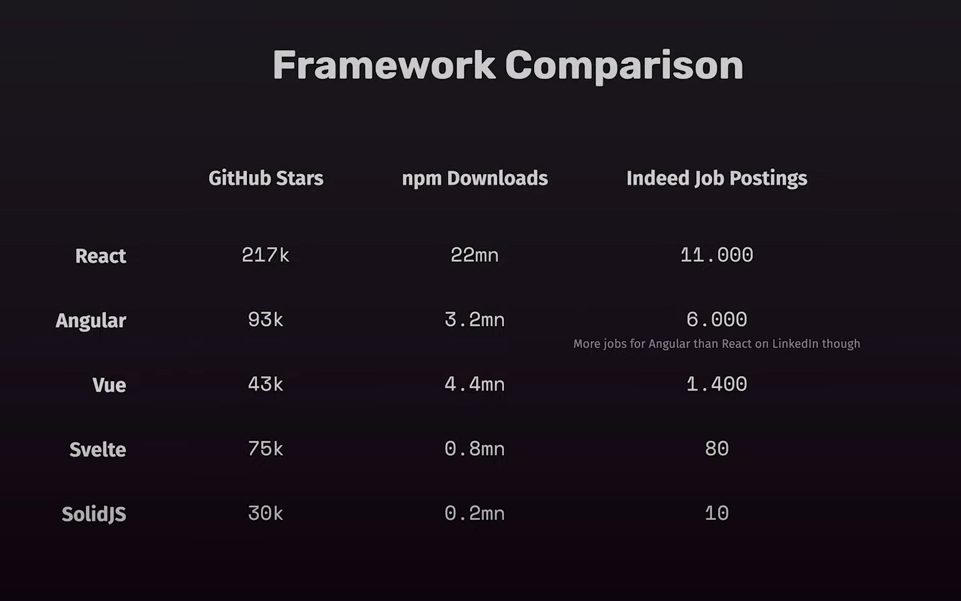 Framework Comparison
GitHub Stars npm Downloads Indeed Job Postings
React 217k 22mn 11.000
Angular 93k 3.2mn 6.000
More jobs for Angular than React on LinkedIn though
Vue 43k 4.4mn 1.400
Svelte 75k 0.8mn 80
SolidJS 30k 0.2mn 10